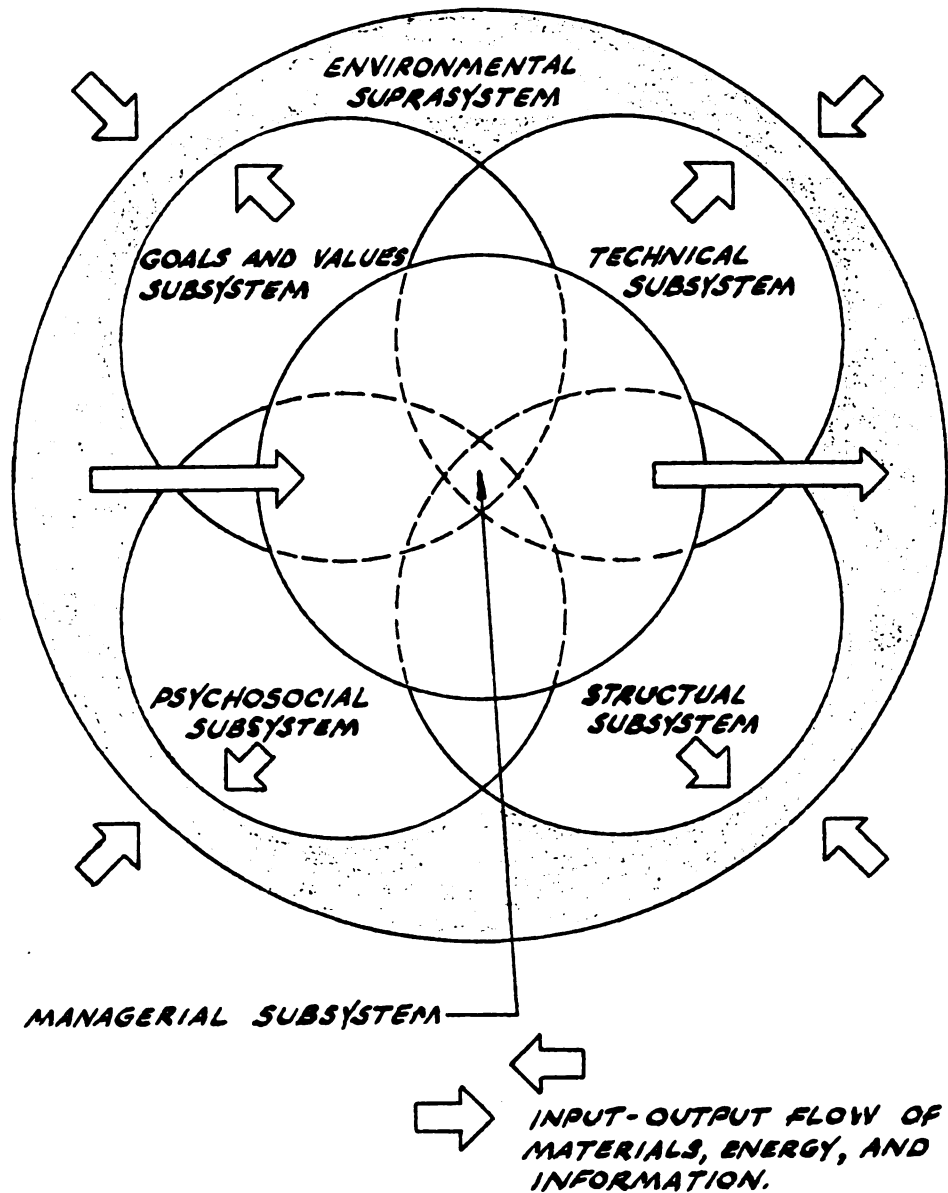 ENVIRONMENTAL
SUPRASYSTEM
GOALS AND VALUES
SUBSYSTEM
TECHNICAL
SUBSYSTEM
PSYCHOSOCIAL
SUBSYSTEM
STRUCTUAL
SUBSYSTEM
MANAGERIAL SUBSYSTEM
INPUT-OUTPUT FLOW OF
MATERIALS, ENERGY, AND
INFORMATION.